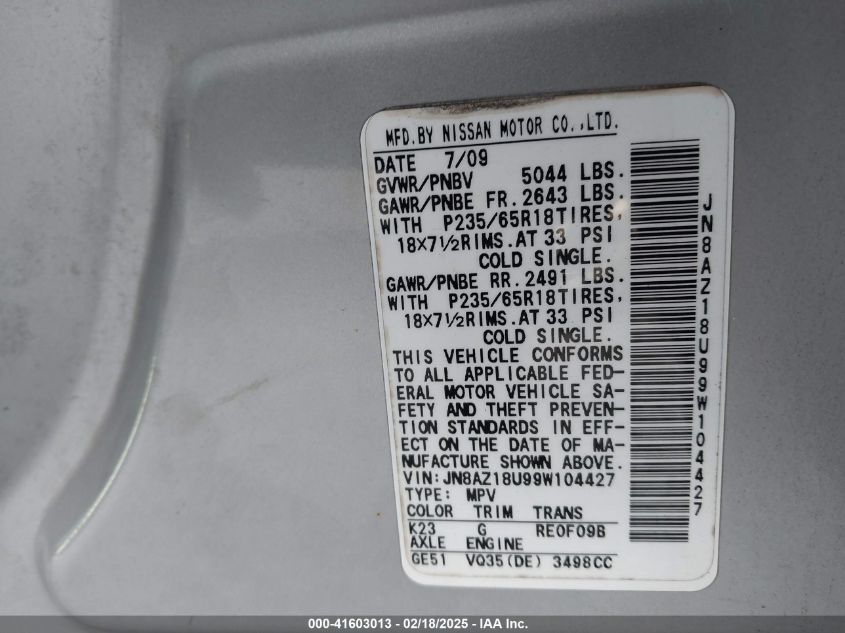 MFD.BY NISSAN MOTOR CO.,LTD.
DATE 7/09
GVWR/PNBV 5044 LBS.
GAWR/PNBE FR. 2643 LBS.
WITH P235/65R18TIRES,
18×7½RIMS.AT 33 PSI
COLD SINGLE.
GAWR/PNBE RR. 2491 LBS.
WITH P235/65R18TIRES,
18×7½RIMS.AT 33 PSI
COLD SINGLE.
THIS VEHICLE CONFORMS
TO ALL APPLICABLE FED-
ERAL MOTOR VEHICLE SA-
FETY AND THEFT PREVEN-
TION STANDARDS IN EFF-
ECT ON THE DATE OF MA-
NUFACTURE SHOWN ABOVE.
VIN:JN8AZ18U99W104427
TYPE: MPV
COLOR TRIM TRANS
K23 G RE0F09B
AXLE ENGINE
GE51 VQ35(DE) 3498CC
JN8AZ18U99W104427
000-41603013 - 02/18/2025 - IAA Inc.